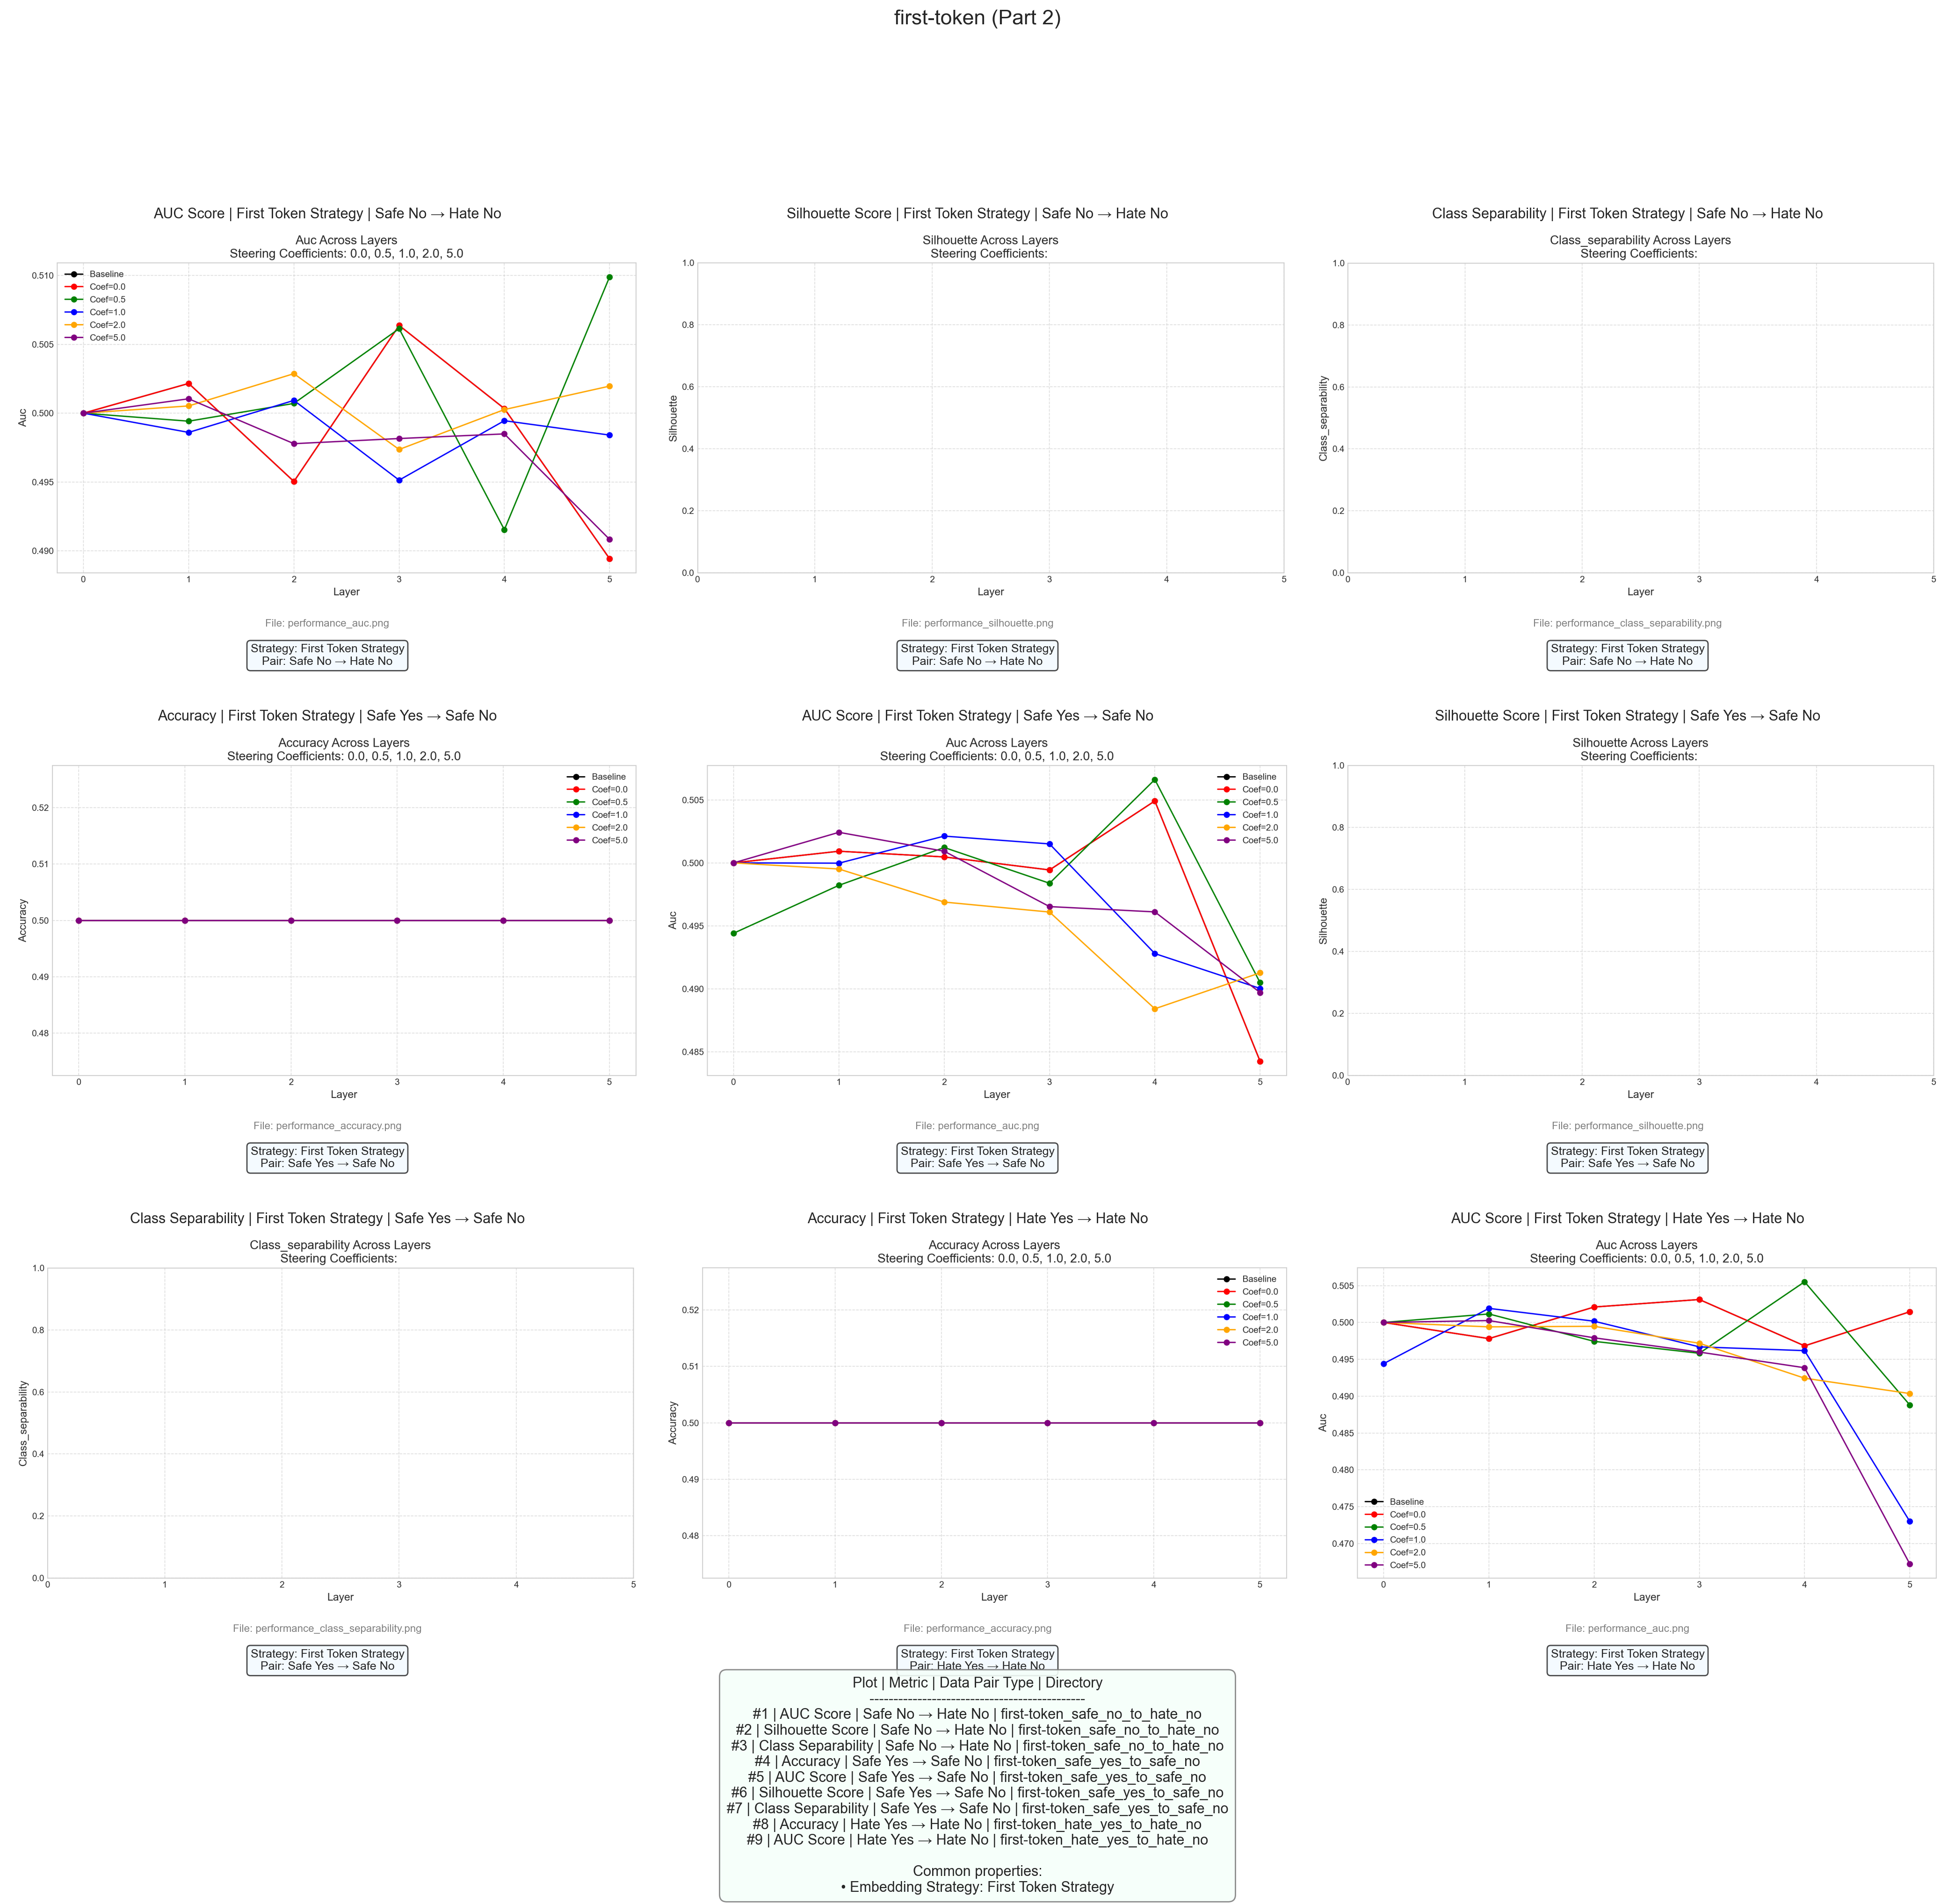 first-token (Part 2)
AUC Score | First Token Strategy | Safe No → Hate No
Auc Across Layers
Steering Coefficients: 0.0, 0.5, 1.0, 2.0, 5.0
Baseline
Coef=0.0
Coef=0.5
Coef=1.0
Coef=2.0
Coef=5.0
0.510
0.505
0.500
0.495
0.490
Auc
0 1 2 3 4 5
Layer
File: performance_auc.png
Strategy: First Token Strategy
Pair: Safe No → Hate No
Silhouette Score | First Token Strategy | Safe No → Hate No
Silhouette Across Layers
Steering Coefficients:
1.0
0.8
0.6
0.4
0.2
0.0
Silhouette
0 1 2 3 4 5
Layer
File: performance_silhouette.png
Strategy: First Token Strategy
Pair: Safe No → Hate No
Class Separability | First Token Strategy | Safe No → Hate No
Class_separability Across Layers
Steering Coefficients:
1.0
0.8
0.6
0.4
0.2
0.0
Class_separability
0 1 2 3 4 5
Layer
File: performance_class_separability.png
Strategy: First Token Strategy
Pair: Safe No → Hate No
Accuracy | First Token Strategy | Safe Yes → Safe No
Accuracy Across Layers
Steering Coefficients: 0.0, 0.5, 1.0, 2.0, 5.0
Baseline
Coef=0.0
Coef=0.5
Coef=1.0
Coef=2.0
Coef=5.0
0.52
0.51
0.50
0.49
0.48
Accuracy
0 1 2 3 4 5
Layer
File: performance_accuracy.png
Strategy: First Token Strategy
Pair: Safe Yes → Safe No
AUC Score | First Token Strategy | Safe Yes → Safe No
Auc Across Layers
Steering Coefficients: 0.0, 0.5, 1.0, 2.0, 5.0
Baseline
Coef=0.0
Coef=0.5
Coef=1.0
Coef=2.0
Coef=5.0
0.505
0.500
0.495
0.490
0.485
Auc
0 1 2 3 4 5
Layer
File: performance_auc.png
Strategy: First Token Strategy
Pair: Safe Yes → Safe No
Silhouette Score | First Token Strategy | Safe Yes → Safe No
Silhouette Across Layers
Steering Coefficients:
1.0
0.8
0.6
0.4
0.2
0.0
Silhouette
0 1 2 3 4 5
Layer
File: performance_silhouette.png
Strategy: First Token Strategy
Pair: Safe Yes → Safe No
Class Separability | First Token Strategy | Safe Yes → Safe No
Class_separability Across Layers
Steering Coefficients:
1.0
0.8
0.6
0.4
0.2
0.0
Class_separability
0 1 2 3 4 5
Layer
File: performance_class_separability.png
Strategy: First Token Strategy
Pair: Safe Yes → Safe No
Accuracy | First Token Strategy | Hate Yes → Hate No
Accuracy Across Layers
Steering Coefficients: 0.0, 0.5, 1.0, 2.0, 5.0
Baseline
Coef=0.0
Coef=0.5
Coef=1.0
Coef=2.0
Coef=5.0
0.52
0.51
0.50
0.49
0.48
Accuracy
0 1 2 3 4 5
Layer
File: performance_accuracy.png
Strategy: First Token Strategy
Pair: Hate Yes → Hate No
AUC Score | First Token Strategy | Hate Yes → Hate No
Auc Across Layers
Steering Coefficients: 0.0, 0.5, 1.0, 2.0, 5.0
0.505
0.500
0.495
0.490
0.485
0.480
0.475
0.470
Auc
Baseline
Coef=0.0
Coef=0.5
Coef=1.0
Coef=2.0
Coef=5.0
0 1 2 3 4 5
Layer
File: performance_auc.png
Strategy: First Token Strategy
Pair: Hate Yes → Hate No
Plot | Metric | Data Pair Type | Directory
---------------------------------------------
#1 | AUC Score | Safe No → Hate No | first-token_safe_no_to_hate_no
#2 | Silhouette Score | Safe No → Hate No | first-token_safe_no_to_hate_no
#3 | Class Separability | Safe No → Hate No | first-token_safe_no_to_hate_no
#4 | Accuracy | Safe Yes → Safe No | first-token_safe_yes_to_safe_no
#5 | AUC Score | Safe Yes → Safe No | first-token_safe_yes_to_safe_no
#6 | Silhouette Score | Safe Yes → Safe No | first-token_safe_yes_to_safe_no
#7 | Class Separability | Safe Yes → Safe No | first-token_safe_yes_to_safe_no
#8 | Accuracy | Hate Yes → Hate No | first-token_hate_yes_to_hate_no
#9 | AUC Score | Hate Yes → Hate No | first-token_hate_yes_to_hate_no
Common properties:
• Embedding Strategy: First Token Strategy